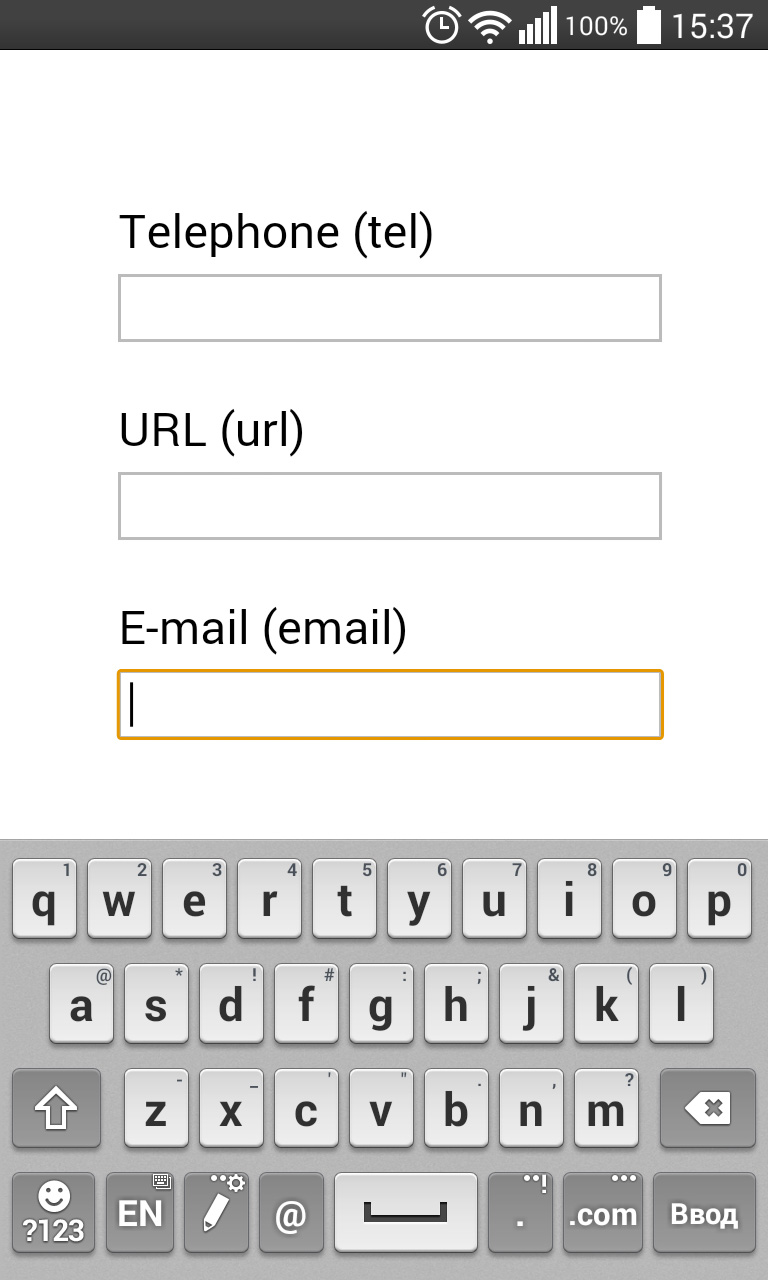 100% 15:37
Telephone (tel)
URL (url)
E-mail (email)
1 2 3 4 5 6 7 8 9 0
q w e r t y u i o p
@ * ! # : ; & ( )
a s d f g h j k l
- _ ' " . , ?
z x c v b n m
?123 EN @ . .com Ввод